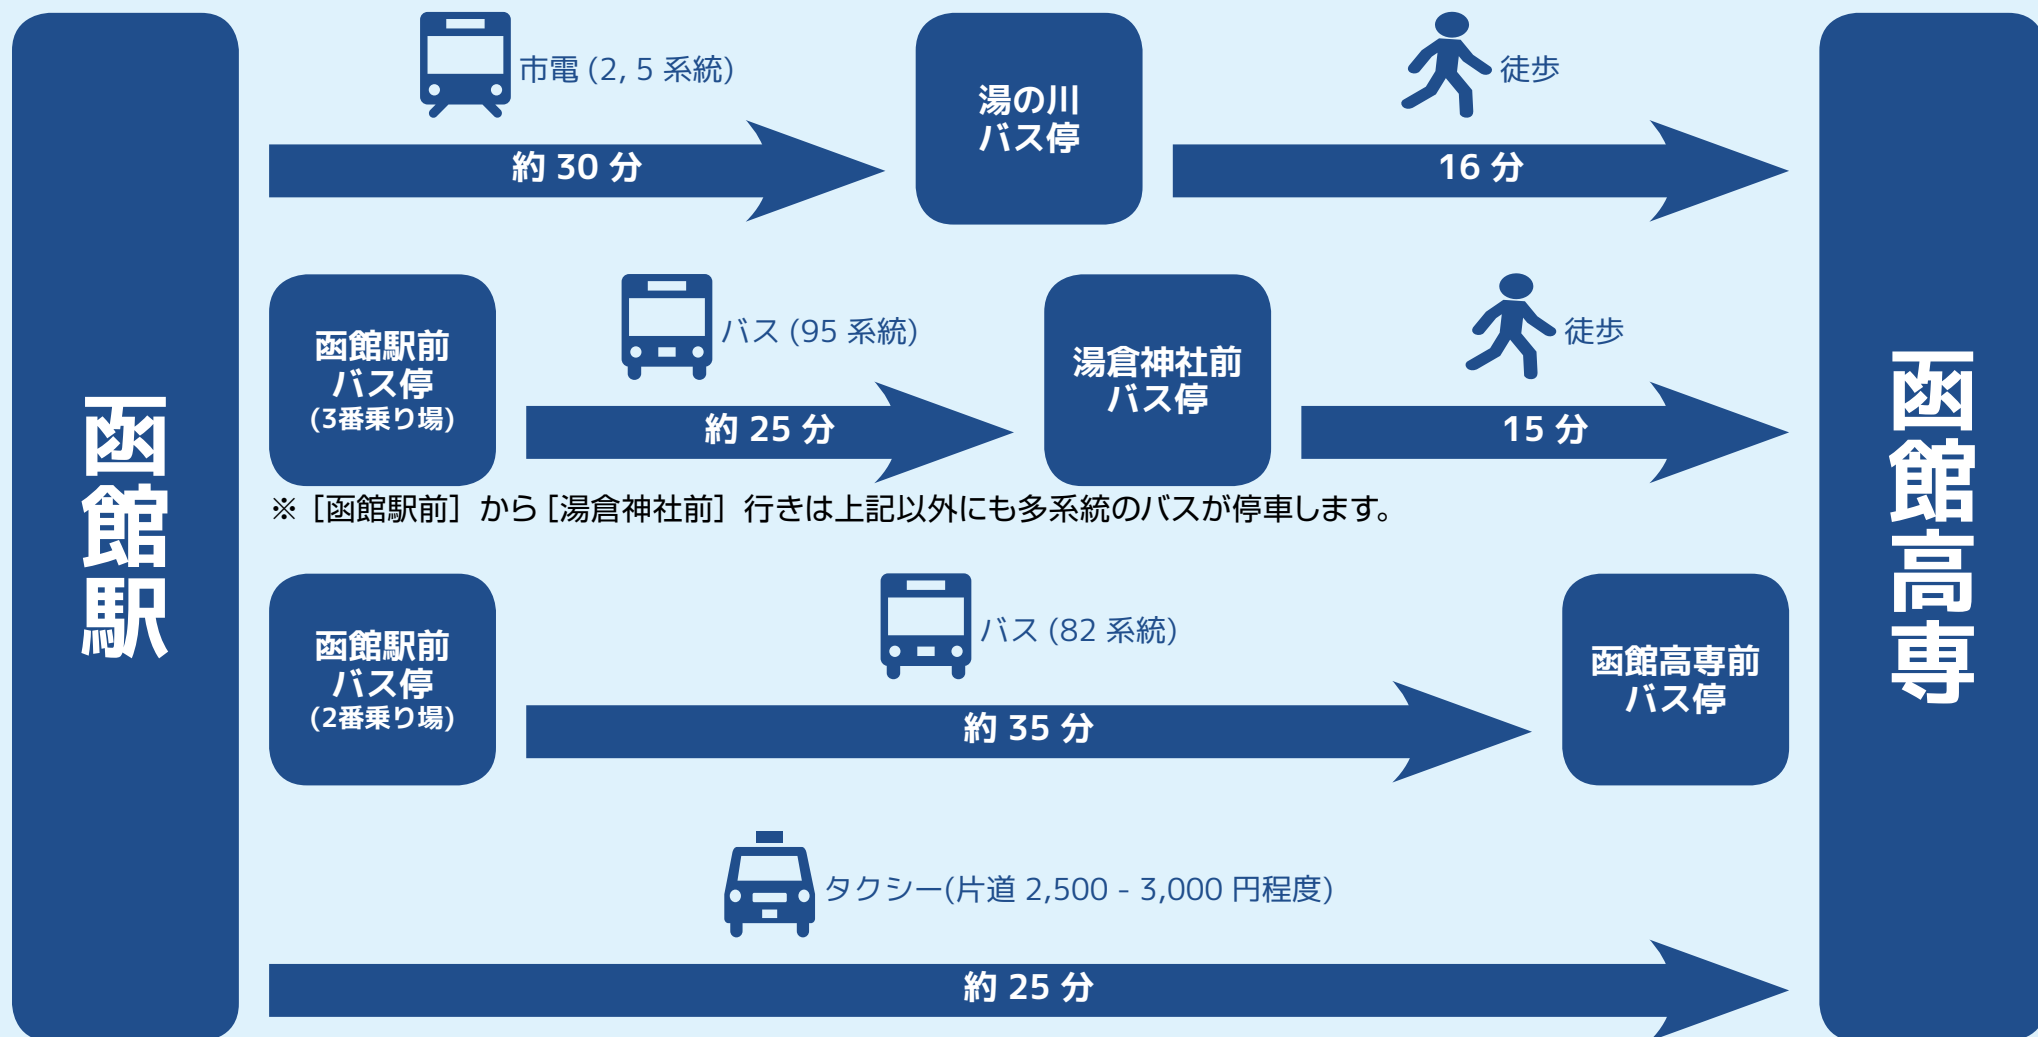 函館駅
市電 (2, 5 系統)
約 30 分
湯の川
バス停
徒歩
16 分
函館駅前
バス停
(3番乗り場)
バス (95 系統)
約 25 分
湯倉神社前
バス停
徒歩
15 分
※［函館駅前］から［湯倉神社前］行きは上記以外にも多系統のバスが停車します。
函館駅前
バス停
(2番乗り場)
バス (82 系統)
約 35 分
函館高専前
バス停
タクシー(片道 2,500 - 3,000 円程度)
約 25 分
函館高専